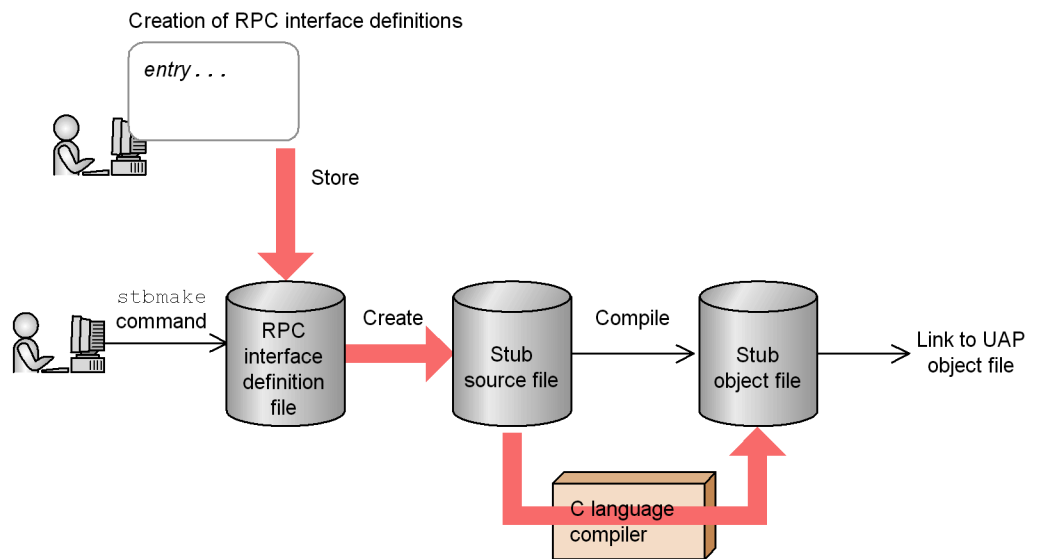 Creation of RPC interface definitions
entry...
Store
stbmake
command
RPC
interface
definition
file
Create
Stub
source file
Compile
Stub
object file
Link to UAP
object file
C language
compiler